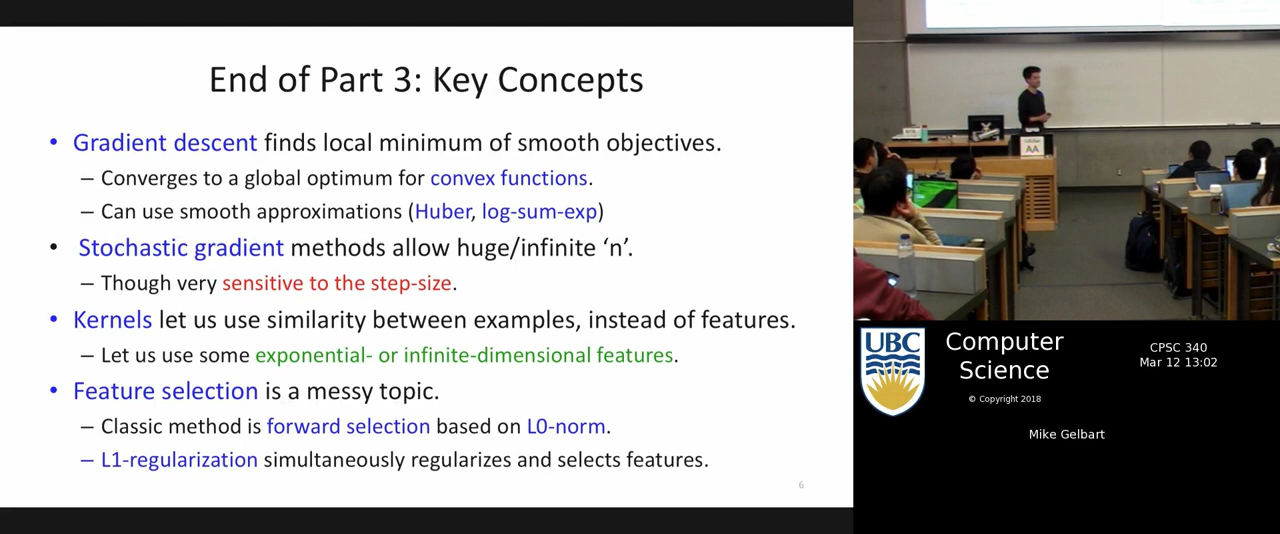 End of Part 3: Key Concepts
• Gradient descent finds local minimum of smooth objectives.
– Converges to a global optimum for convex functions.
– Can use smooth approximations (Huber, log-sum-exp)
• Stochastic gradient methods allow huge/infinite ‘n’.
– Though very sensitive to the step-size.
• Kernels let us use similarity between examples, instead of features.
– Let us use some exponential- or infinite-dimensional features.
• Feature selection is a messy topic.
– Classic method is forward selection based on L0-norm.
– L1-regularization simultaneously regularizes and selects features.
6
AA
UBC
Computer
Science
© Copyright 2018
CPSC 340
Mar 12 13:02
Mike Gelbart